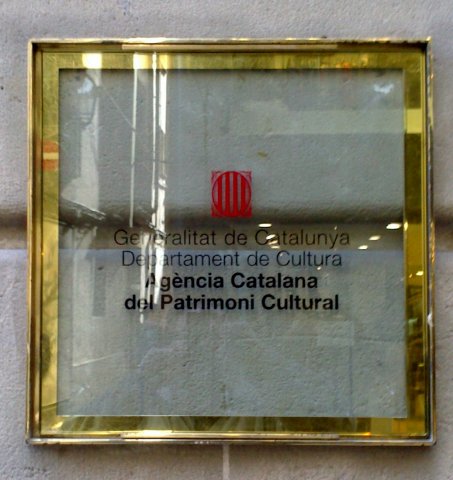 Generalitat de Catalunya
Departament de Cultura
Agència Catalana
del Patrimoni Cultural